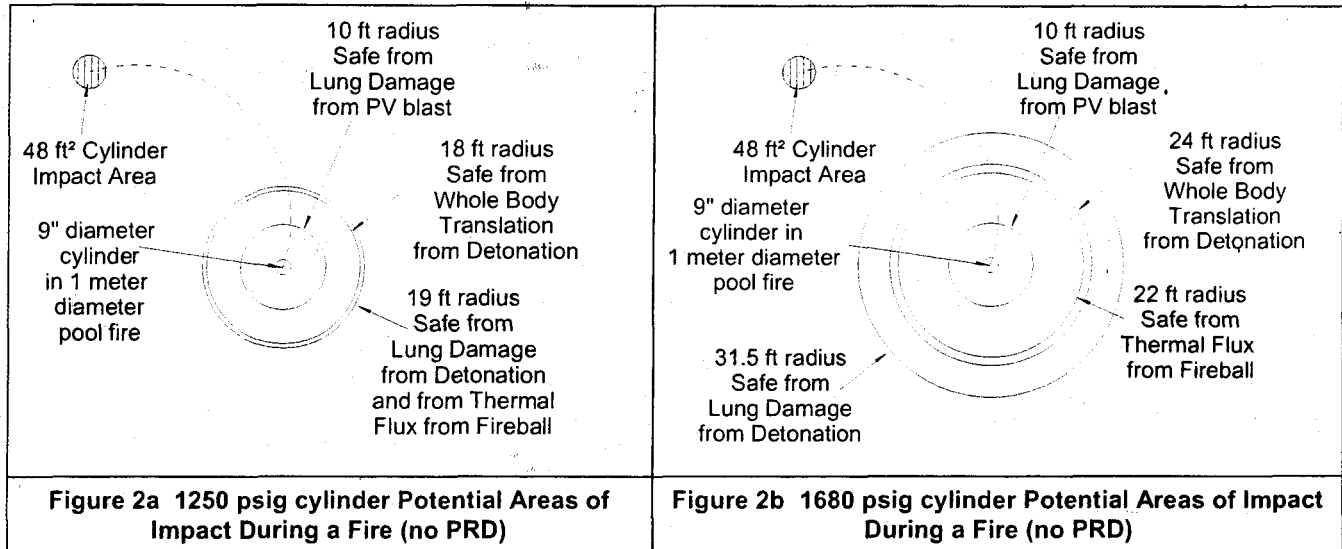 10 ft radius
Safe from
Lung Damage
from PV blast
48 ft² Cylinder
Impact Area
18 ft radius
Safe from
Whole Body
Translation
from Detonation
9" diameter
cylinder
in 1 meter
diameter
pool fire
19 ft radius
Safe from
Lung Damage
from Detonation
and from Thermal
Flux from Fireball
Figure 2a 1250 psig cylinder Potential Areas of
Impact During a Fire (no PRD)
10 ft radius
Safe from
Lung Damage
from PV blast
48 ft² Cylinder
Impact Area
24 ft radius
Safe from
Whole Body
Translation
from Detonation
9" diameter
cylinder in
1 meter diameter
pool fire
22 ft radius
Safe from
Thermal Flux
from Fireball
31.5 ft radius
Safe from
Lung Damage
from Detonation
Figure 2b 1680 psig cylinder Potential Areas of Impact
During a Fire (no PRD)